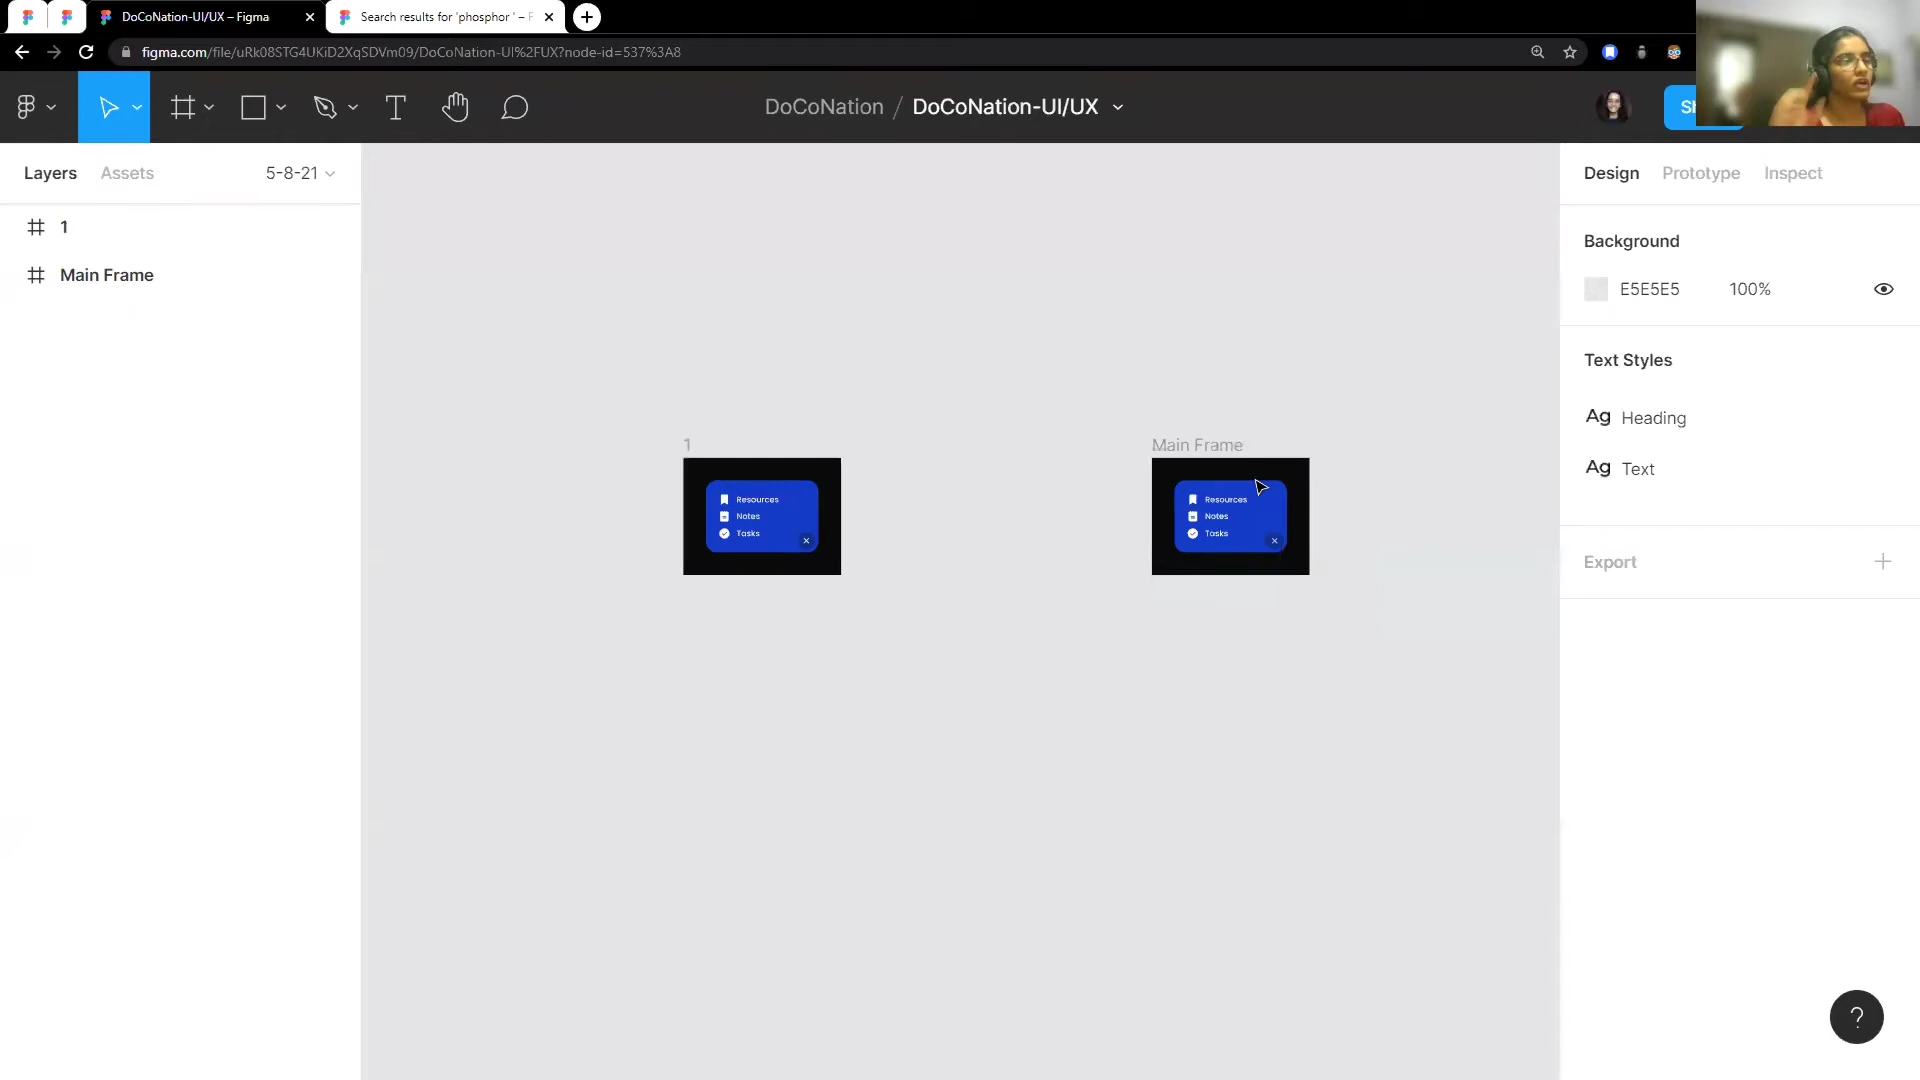 DoCoNation-UI/UX – Figma
Search results for 'phosphor ' – F
figma.com/file/uRk08STG4UKiD2XqSDVm09/DoCoNation-UI%2FUX?node-id=537%3A8
DoCoNation / DoCoNation-UI/UX
Layers
Assets
5-8-21
Design
Prototype
Inspect
1
Main Frame
Background
E5E5E5
100%
Text Styles
Ag Heading
Ag Text
Export
1
Resources
Notes
Tasks
Main Frame
Resources
Notes
Tasks
?